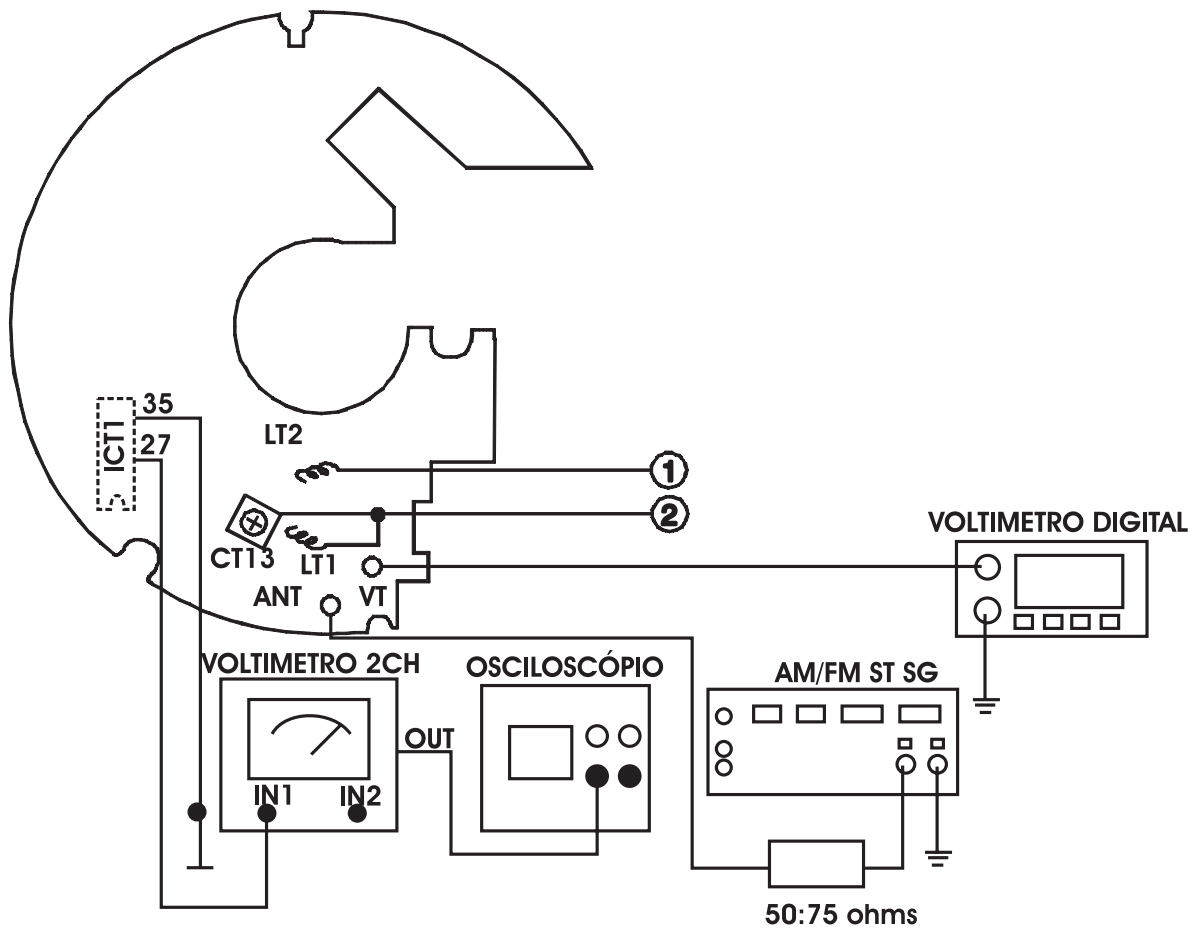 35
27
ICT1
LT2
1
2
CT13
LT1
ANT
VT
VOLTIMETRO DIGITAL
VOLTIMETRO 2CH
OSCILOSCÓPIO
AM/FM ST SG
OUT
IN1
IN2
50:75 ohms